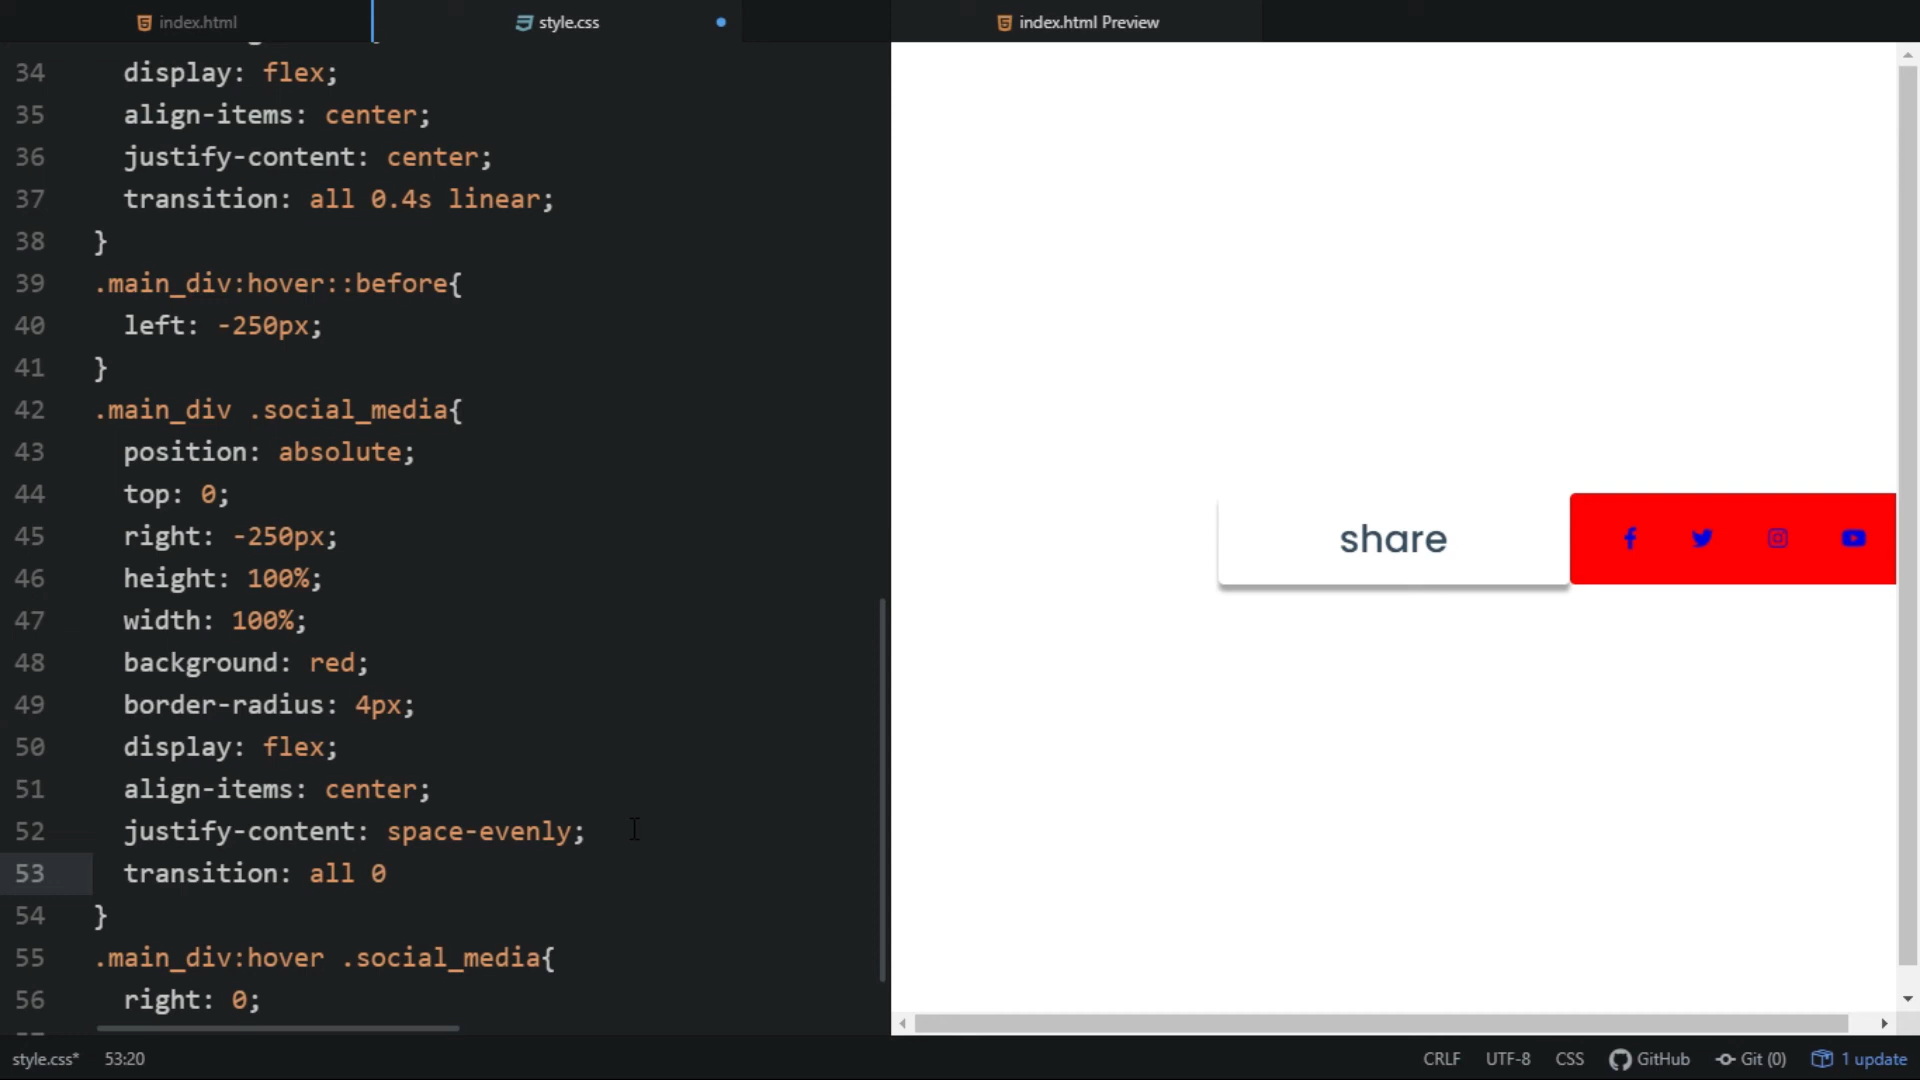 index.html
style.css
index.html Preview
34 display: flex;
35 align-items: center;
36 justify-content: center;
37 transition: all 0.4s linear;
38 }
39 .main_div:hover::before{
40 left: -250px;
41 }
42 .main_div .social_media{
43 position: absolute;
44 top: 0;
45 right: -250px;
46 height: 100%;
47 width: 100%;
48 background: red;
49 border-radius: 4px;
50 display: flex;
51 align-items: center;
52 justify-content: space-evenly;
53 transition: all 0
54 }
55 .main_div:hover .social_media{
56 right: 0;
share
style.css* 53:20
CRLF UTF-8 CSS GitHub Git (0) 1 update